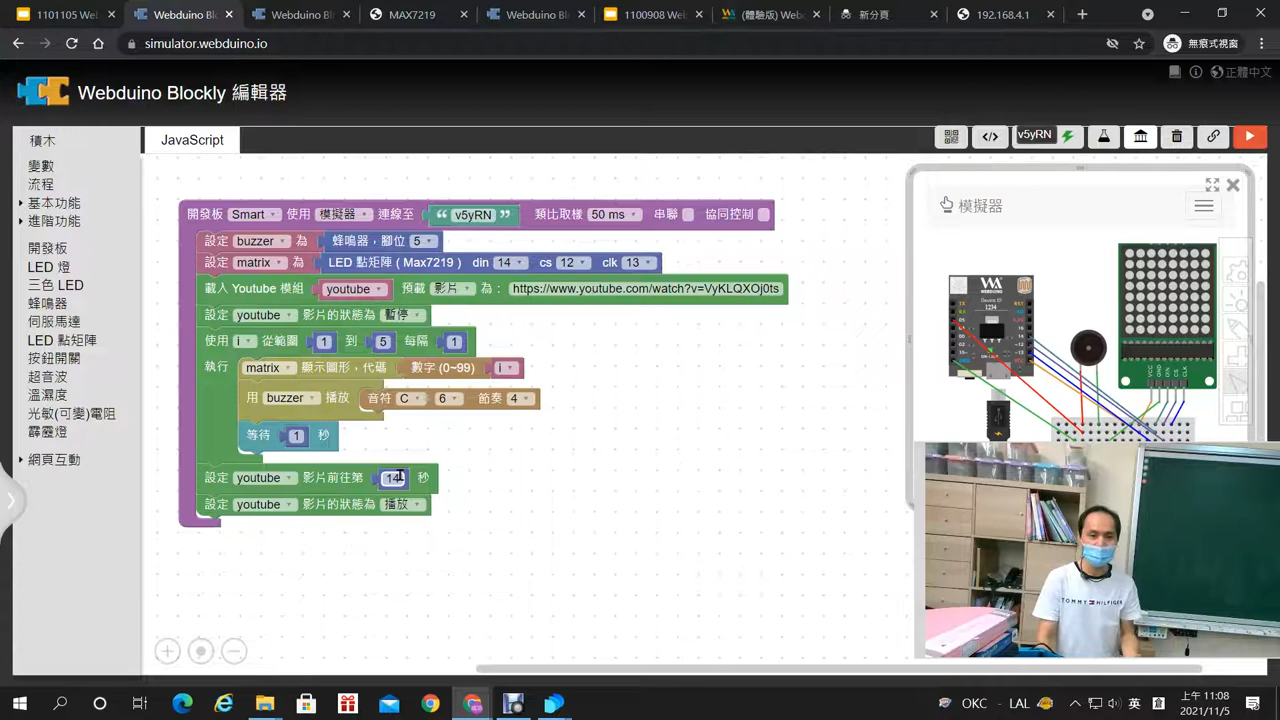 1101105 We
Webduino Bl
Webduino Bl
MAX7219
Webduino Bl
1100908 We
(體驗版) Web
新分頁
192.168.4.1
simulator.webduino.io
無痕式視窗
Webduino Blockly 編輯器
正體中文
積木
JavaScript
</>
v5yRN
變數
流程
基本功能
進階功能
開發板
LED 燈
三色 LED
蜂鳴器
伺服馬達
LED 點矩陣
按鈕開關
超音波
溫濕度
光敏(可變)電阻
霹靂燈
網頁互動
開發板 Smart 使用 模擬器 連線至 “ v5yRN ” 類比取樣 50 ms 串聯 協同控制
設定 buzzer 為 蜂鳴器，腳位 5
設定 matrix 為 LED 點矩陣 ( Max7219 ) din 14 cs 12 clk 13
載入 Youtube 模組 youtube 預載 影片 為： https://www.youtube.com/watch?v=VyKLQXOj0ts
設定 youtube 影片的狀態為 暫停
使用 i 從範圍 1 到 5 每隔 1
執行 matrix 顯示圖形，代碼 數字 (0~99) i
用 buzzer 播放 音符 C 6 節奏 4
等待 1 秒
設定 youtube 影片前往第 14 秒
設定 youtube 影片的狀態為 播放
模擬器
WEBDUINO
1234
VCC
GND
DIN
CS
CLK
TOMMY HILFIGER
OKC
LAL
英
上午 11:08
2021/11/5